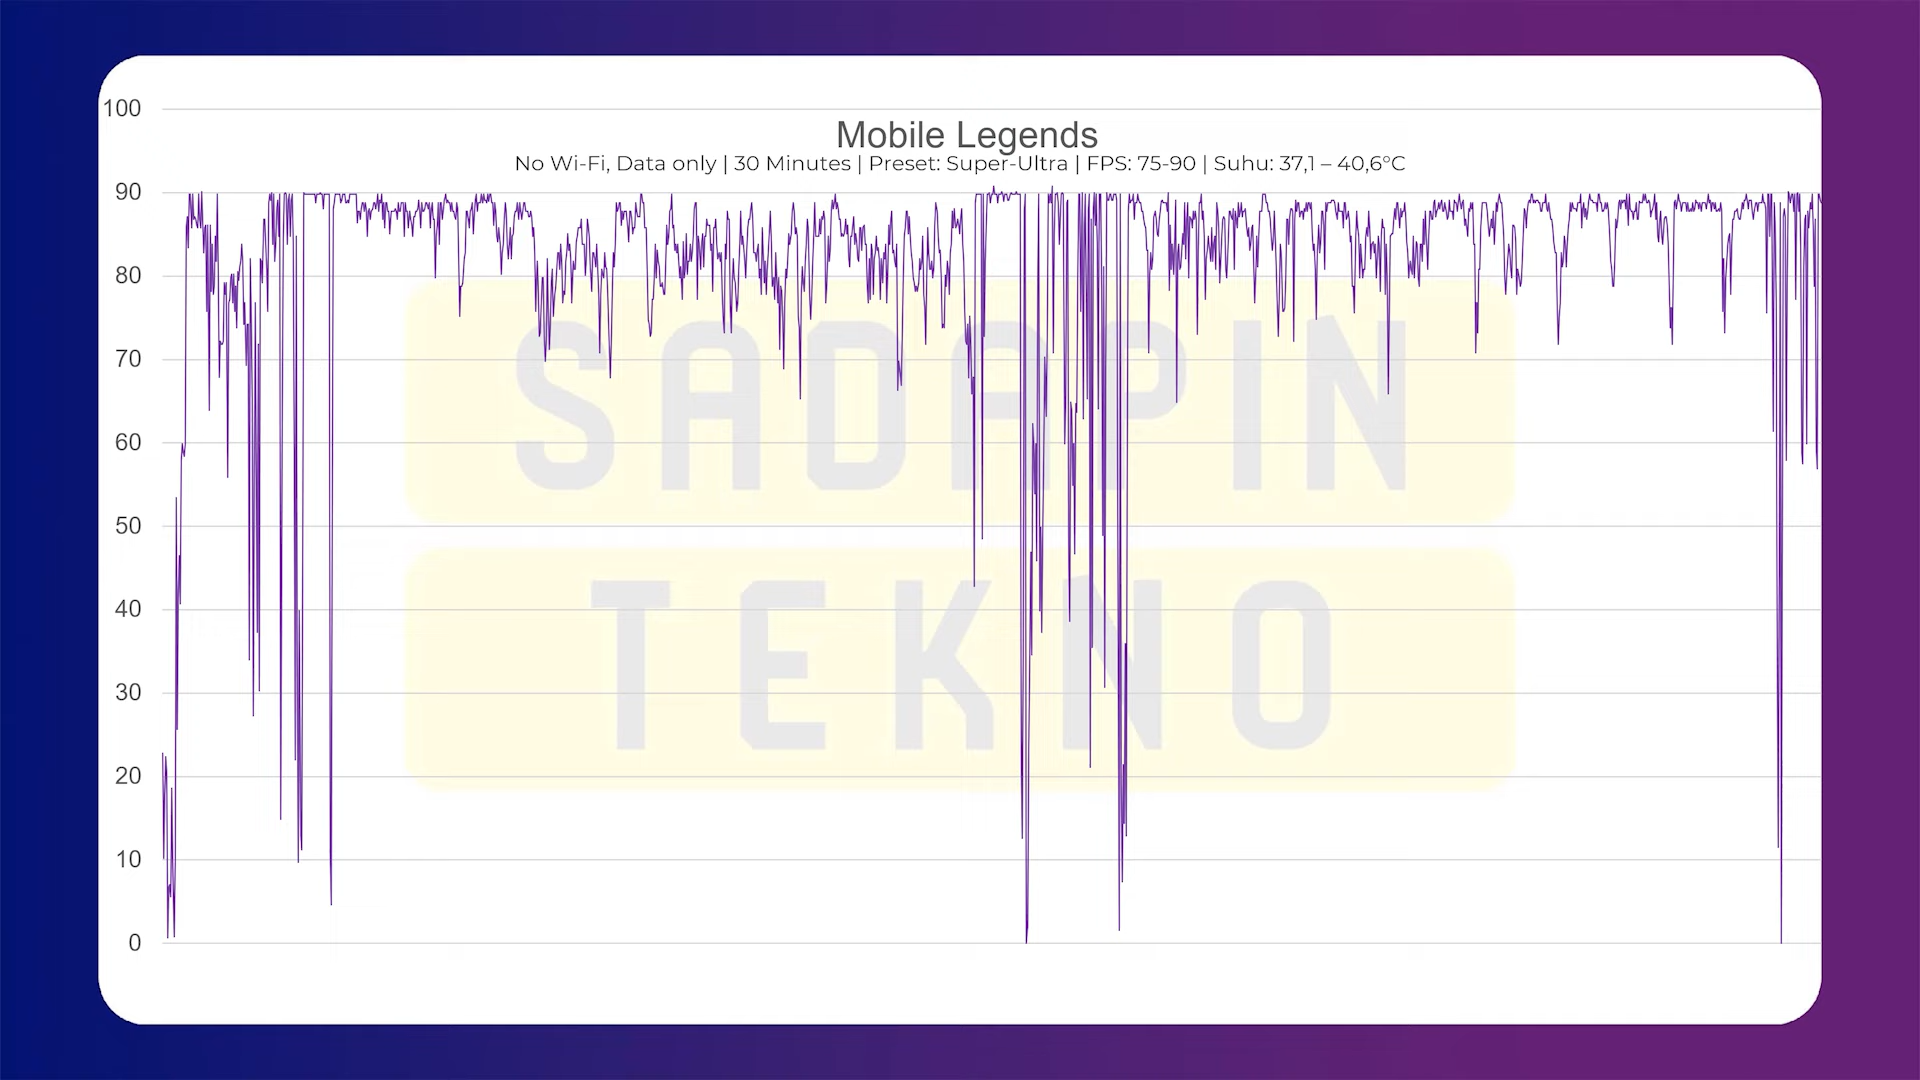 Mobile Legends
No Wi-Fi, Data only | 30 Minutes | Preset: Super-Ultra | FPS: 75-90 | Suhu: 37,1 – 40,6°C
100
90
80
70
60
50
40
30
20
10
0
SADAPIN
TEKNO